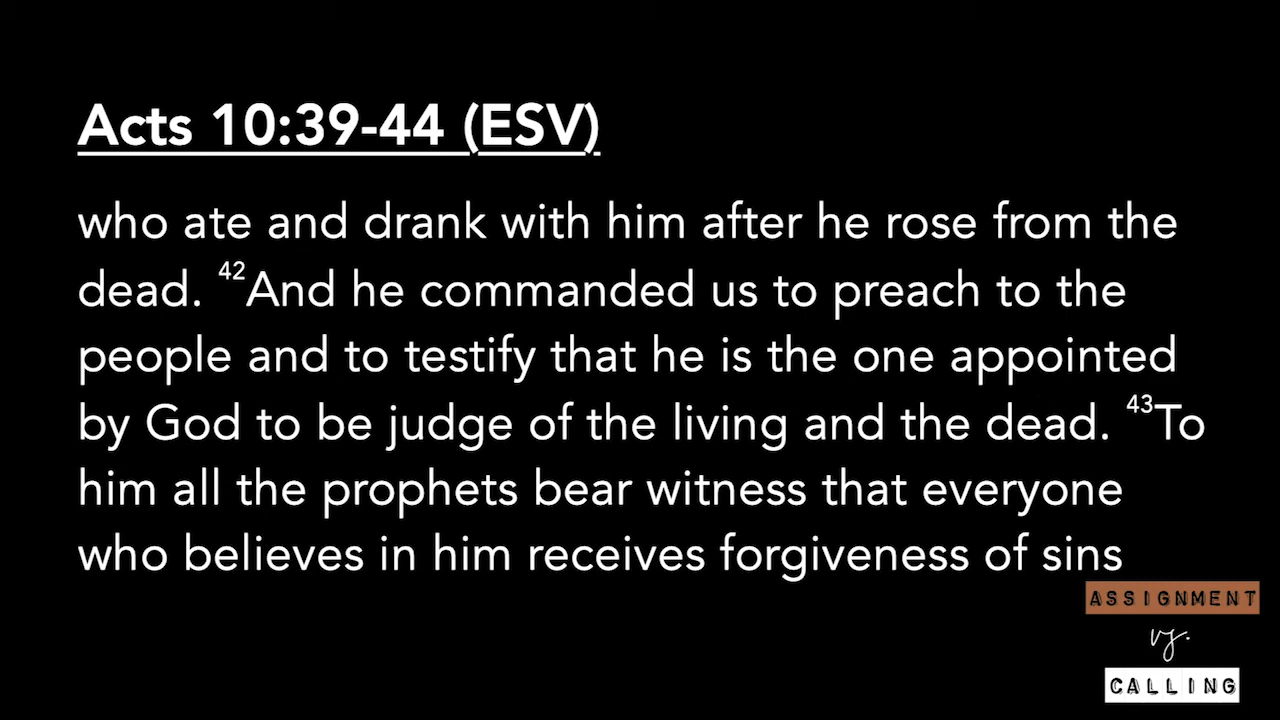 Acts 10:39-44 (ESV)
who ate and drank with him after he rose from the
dead. 42And he commanded us to preach to the
people and to testify that he is the one appointed
by God to be judge of the living and the dead. 43To
him all the prophets bear witness that everyone
who believes in him receives forgiveness of sins
ASSIGNMENT
vs.
CALLING